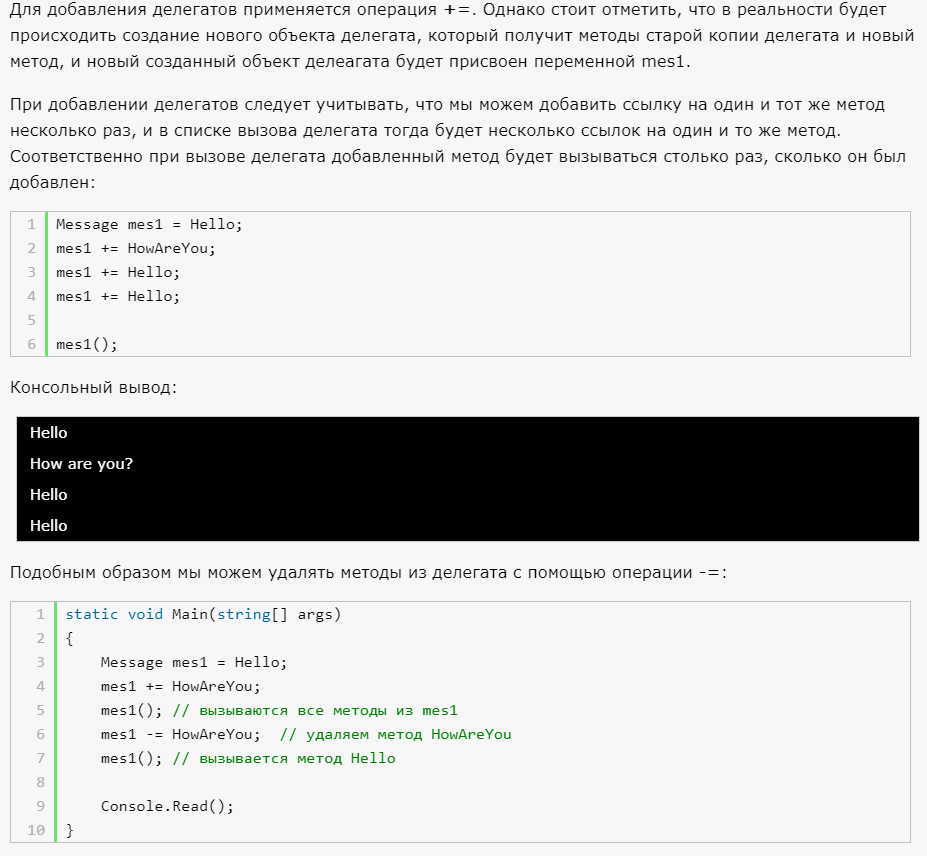 Для добавления делегатов применяется операция +=. Однако стоит отметить, что в реальности будет
происходить создание нового объекта делегата, который получит методы старой копии делегата и новый
метод, и новый созданный объект делеагата будет присвоен переменной mes1.
При добавлении делегатов следует учитывать, что мы можем добавить ссылку на один и тот же метод
несколько раз, и в списке вызова делегата тогда будет несколько ссылок на один и то же метод.
Соответственно при вызове делегата добавленный метод будет вызываться столько раз, сколько он был
добавлен:
1 Message mes1 = Hello;
2 mes1 += HowAreYou;
3 mes1 += Hello;
4 mes1 += Hello;
5
6 mes1();
Консольный вывод:
Hello
How are you?
Hello
Hello
Подобным образом мы можем удалять методы из делегата с помощью операции -=:
1 static void Main(string[] args)
2 {
3     Message mes1 = Hello;
4     mes1 += HowAreYou;
5     mes1(); // вызываются все методы из mes1
6     mes1 -= HowAreYou;  // удаляем метод HowAreYou
7     mes1(); // вызывается метод Hello
8
9     Console.Read();
10 }